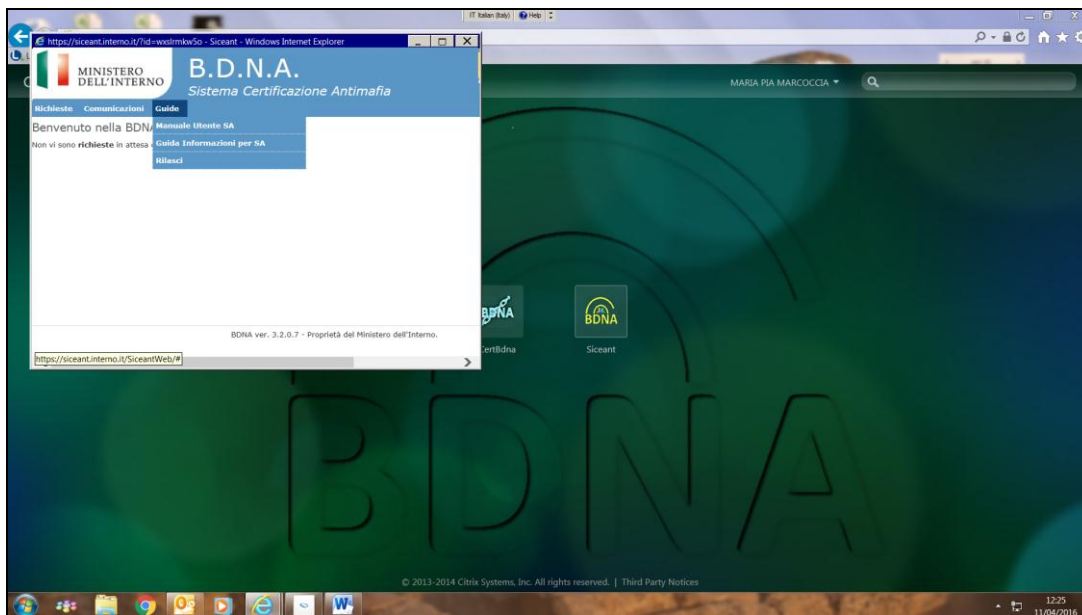 IT Italian (Italy) Help
https://siceant.interno.it/?id=wxslrmkw5o - Siceant - Windows Internet Explorer
MINISTERO
DELL'INTERNO
B.D.N.A.
Sistema Certificazione Antimafia
MARIA PIA MARCOCCIA
Richieste Comunicazioni Guide
Benvenuto nella BDN
Manuale Utente SA
Non vi sono richieste in attesa
Guida Informazioni per SA
Rilasci
BDNA
BDNA
CertBdna
Siceant
BDNA ver. 3.2.0.7 - Proprietà del Ministero dell'Interno.
https://siceant.interno.it/SiceantWeb/#
BDNA
© 2013-2014 Citrix Systems, Inc. All rights reserved. | Third Party Notices
12:25
11/04/2016